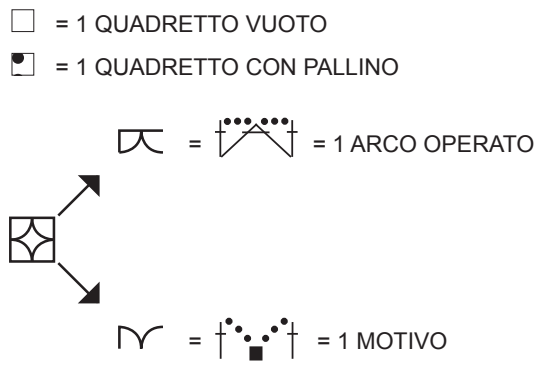 = 1 QUADRETTO VUOTO
= 1 QUADRETTO CON PALLINO
= = 1 ARCO OPERATO
= = 1 MOTIVO